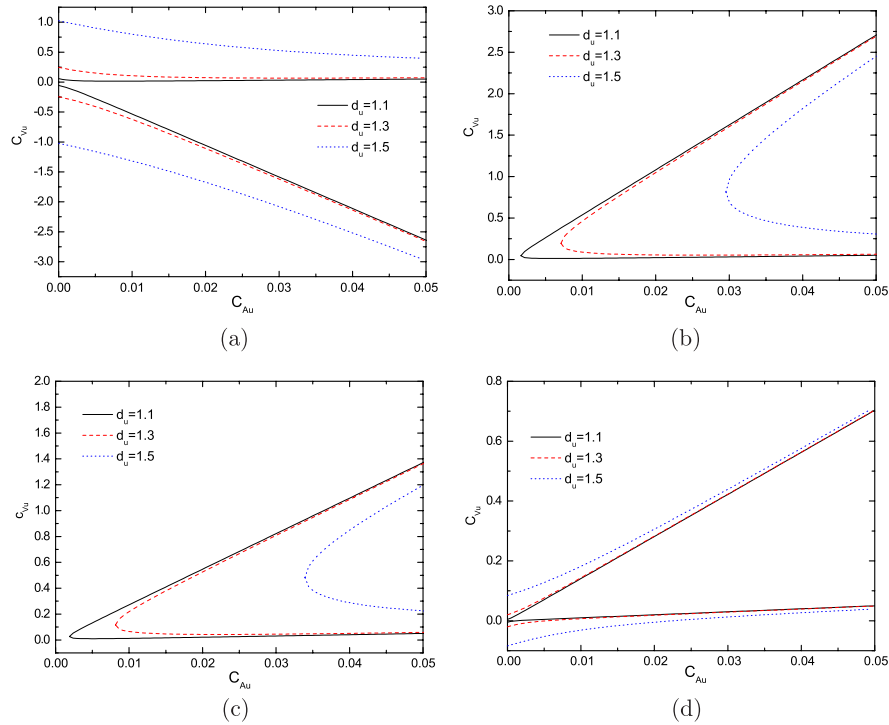 1.0
0.5
0.0
-0.5
-1.0
-1.5
-2.0
-2.5
-3.0
C_Vu
d_u=1.1
d_u=1.3
d_u=1.5
0.00 0.01 0.02 0.03 0.04 0.05
C_Au
(a)
3.0
2.5
2.0
1.5
1.0
0.5
0.0
C_Vu
d_u=1.1
d_u=1.3
d_u=1.5
0.00 0.01 0.02 0.03 0.04 0.05
C_Au
(b)
2.0
1.8
1.6
1.4
1.2
1.0
0.8
0.6
0.4
0.2
0.0
c_Vu
d_u=1.1
d_u=1.3
d_u=1.5
0.00 0.01 0.02 0.03 0.04 0.05
C_Au
(c)
0.8
0.6
0.4
0.2
0.0
C_Vu
d_u=1.1
d_u=1.3
d_u=1.5
0.00 0.01 0.02 0.03 0.04 0.05
C_Au
(d)